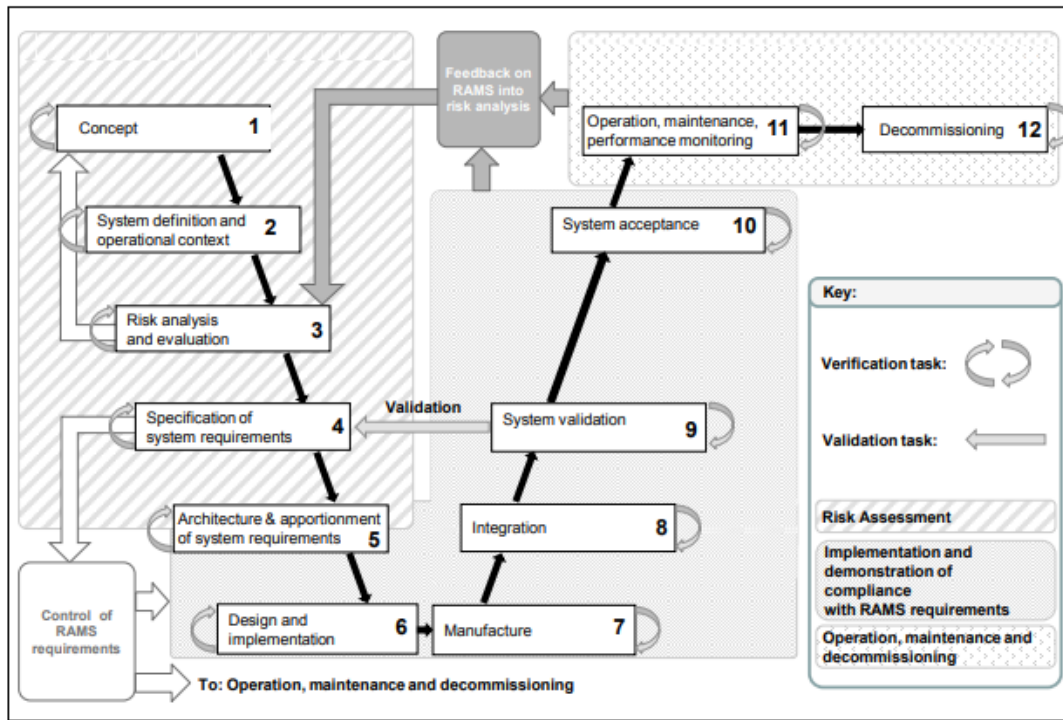 Feedback on
RAMS into
risk analysis
Concept 1
Operation, maintenance,
performance monitoring 11
Decommissioning 12
System definition and
operational context 2
System acceptance 10
Risk analysis
and evaluation 3
Key:
Verification task:
Specification of
system requirements 4
Validation
System validation 9
Validation task:
Architecture & apportionment
of system requirements 5
Integration 8
Risk Assessment
Implementation and
demonstration of
compliance
with RAMS requirements
Control of
RAMS
requirements
Design and
implementation 6
Manufacture 7
Operation, maintenance and
decommissioning
To: Operation, maintenance and decommissioning